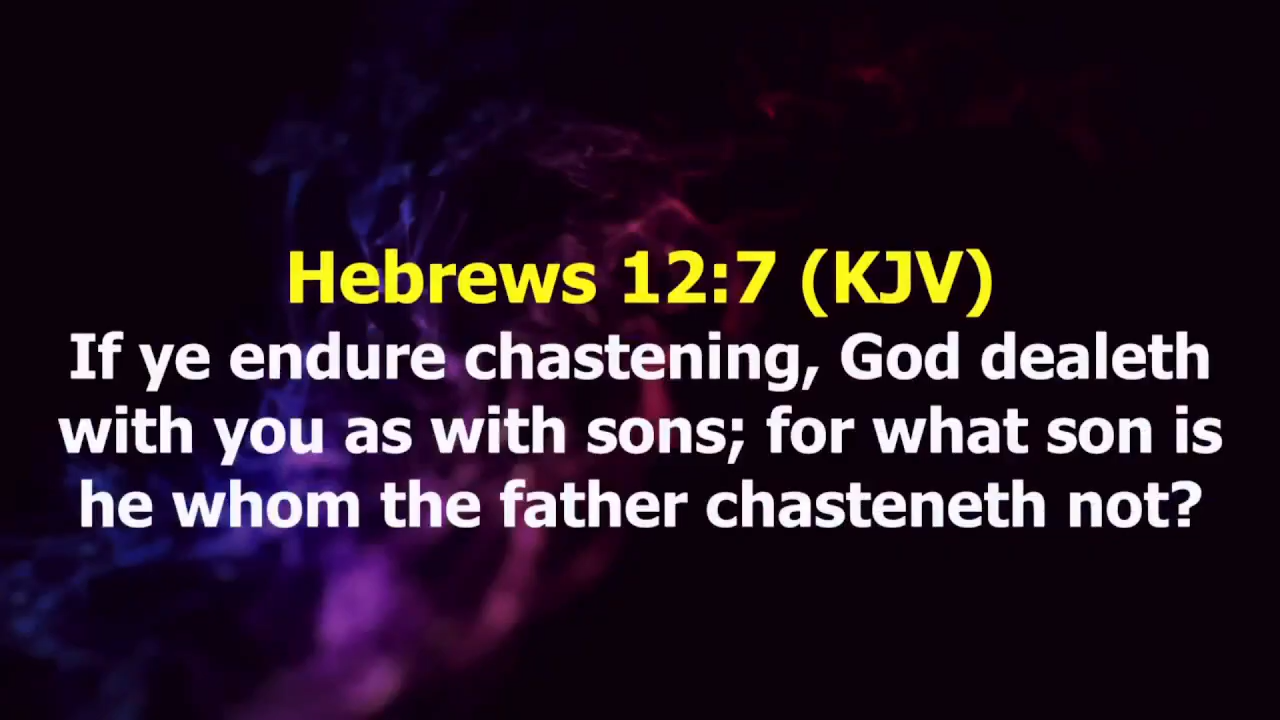 Hebrews 12:7 (KJV)
If ye endure chastening, God dealeth
with you as with sons; for what son is
he whom the father chasteneth not?